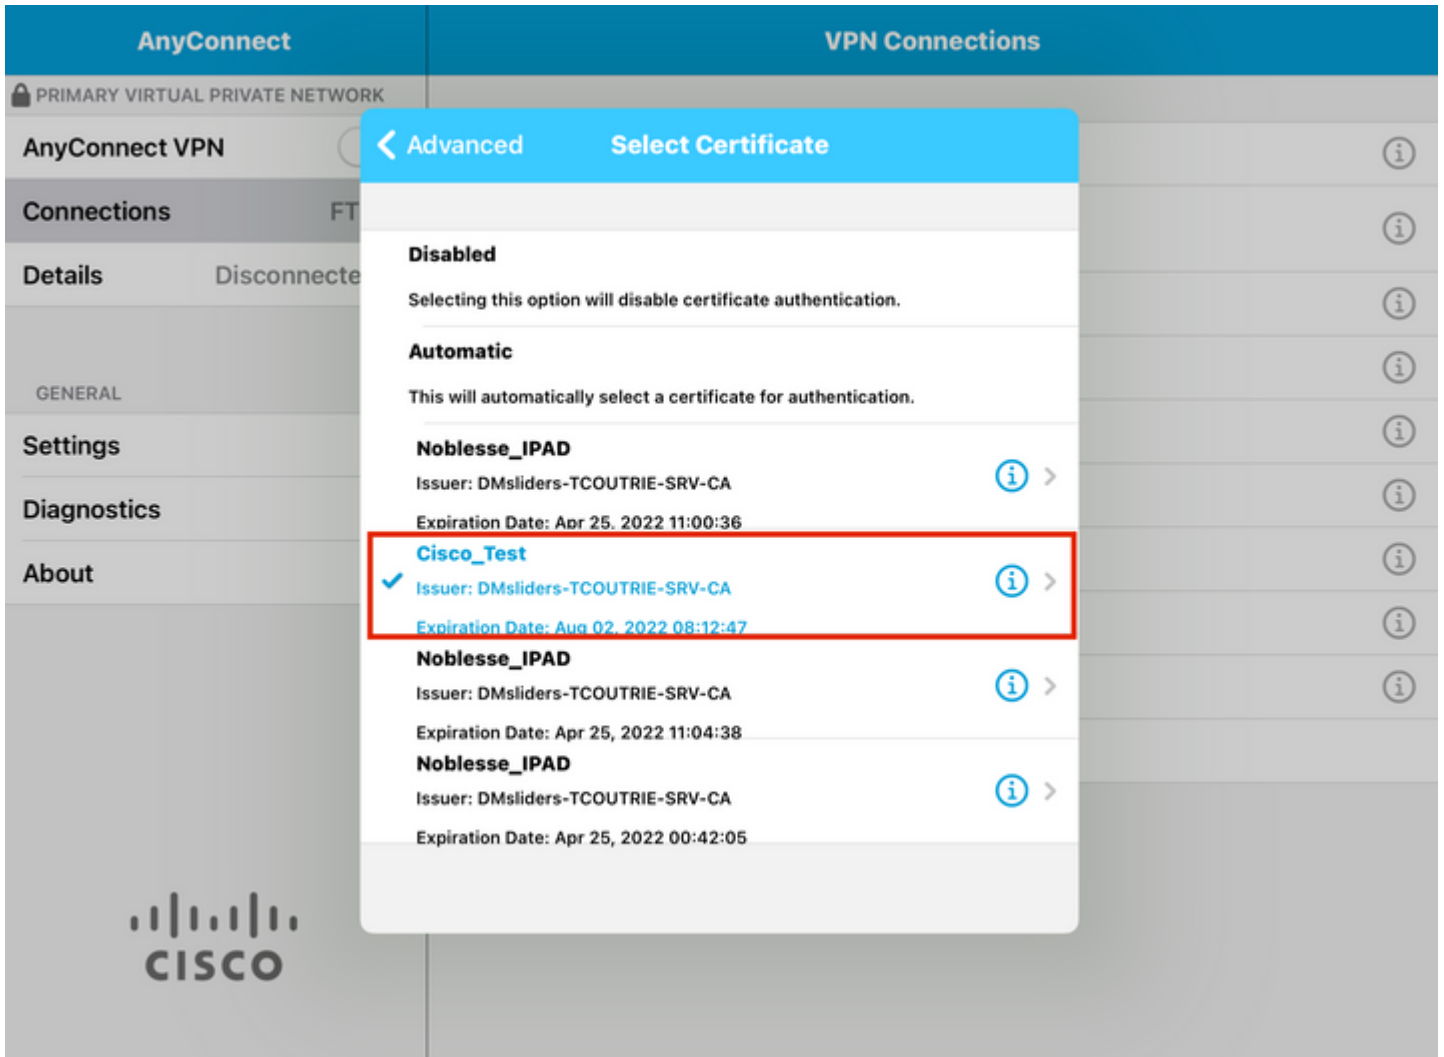 AnyConnect
VPN Connections
PRIMARY VIRTUAL PRIVATE NETWORK
AnyConnect VPN
Connections
FT
Details
Disconnecte
GENERAL
Settings
Diagnostics
About
CISCO
Advanced
Select Certificate
Disabled
Selecting this option will disable certificate authentication.
Automatic
This will automatically select a certificate for authentication.
Noblesse_IPAD
Issuer: DMsliders-TCOUTRIE-SRV-CA
Expiration Date: Apr 25, 2022 11:00:36
Cisco_Test
Issuer: DMsliders-TCOUTRIE-SRV-CA
Expiration Date: Aug 02, 2022 08:12:47
Noblesse_IPAD
Issuer: DMsliders-TCOUTRIE-SRV-CA
Expiration Date: Apr 25, 2022 11:04:38
Noblesse_IPAD
Issuer: DMsliders-TCOUTRIE-SRV-CA
Expiration Date: Apr 25, 2022 00:42:05